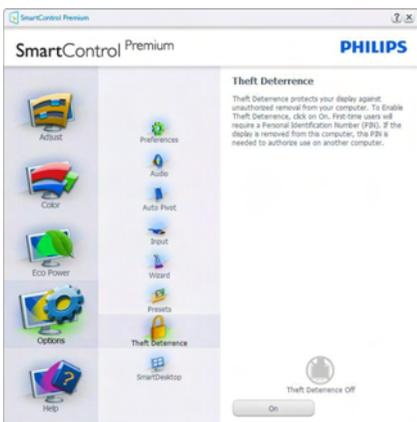 SmartControl Premium
SmartControl Premium
PHILIPS
Adjust
Color
Eco Power
Options
Help
Preferences
Audio
Auto Pivot
Input
Wizard
Presets
Theft Deterrence
SmartDesktop
Theft Deterrence
Theft Deterrence protects your display against
unauthorized removal from your computer. To Enable
Theft Deterrence, click on On. First-time users will
require a Personal Identification Number (PIN). If the
display is removed from this computer, this PIN is
needed to authorize use on another computer.
Theft Deterrence Off
On